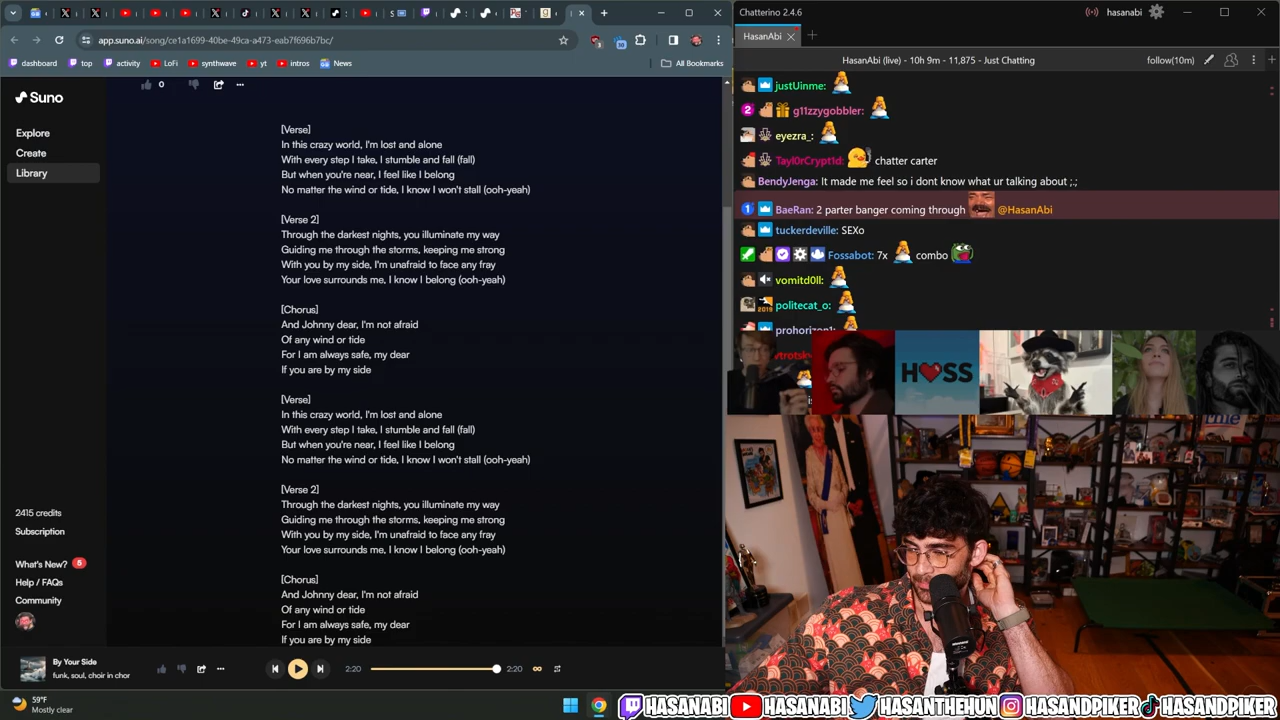 Chatterino 2.4.6
hasanabi
app.suno.ai/song/ce1a1699-40be-49ca-a473-eab7f696b7bc/
HasanAbi
dashboard
top
activity
LoFi
synthwave
yt
intros
News
All Bookmarks
HasanAbi (live) - 10h 9m - 11,875 - Just Chatting
follow(10m)
Suno
0
Explore
Create
Library
[Verse]
In this crazy world, I'm lost and alone
With every step I take, I stumble and fall (fall)
But when you're near, I feel like I belong
No matter the wind or tide, I know I won't stall (ooh-yeah)
[Verse 2]
Through the darkest nights, you illuminate my way
Guiding me through the storms, keeping me strong
With you by my side, I'm unafraid to face any fray
Your love surrounds me, I know I belong (ooh-yeah)
[Chorus]
And Johnny dear, I'm not afraid
Of any wind or tide
For I am always safe, my dear
If you are by my side
[Verse]
In this crazy world, I'm lost and alone
With every step I take, I stumble and fall (fall)
But when you're near, I feel like I belong
No matter the wind or tide, I know I won't stall (ooh-yeah)
[Verse 2]
Through the darkest nights, you illuminate my way
Guiding me through the storms, keeping me strong
With you by my side, I'm unafraid to face any fray
Your love surrounds me, I know I belong (ooh-yeah)
[Chorus]
And Johnny dear, I'm not afraid
Of any wind or tide
For I am always safe, my dear
If you are by my side
2415 credits
Subscription
What's New?
6
Help / FAQs
Community
By Your Side
funk, soul, choir in chor
2:20
2:20
justUinme:
2
g11zzygobbler:
eyezra_:
Tayl0rCrypt1d:
chatter carter
BendyJenga: It made me feel so i dont know what ur talking about ;.;
1
BaeRan: 2 parter banger coming through
@HasanAbi
tuckerdeville: SEXo
Fossabot: 7x
combo
vomitd0ll:
politecat_o:
prohorizon1:
H SS
59°F
Mostly clear
HASANABI
HASANABI
HASANTHEHUN
HASANDPIKER
HASANDPIKER